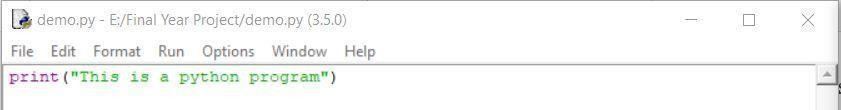 demo.py - E:/Final Year Project/demo.py (3.5.0)
File Edit Format Run Options Window Help
print("This is a python program")